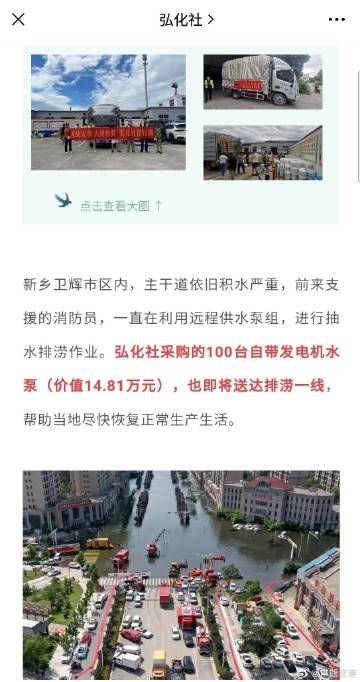 弘化社
点击查看大图 ↑
新乡卫辉市区内，主干道依旧积水严重，前来支
援的消防员，一直在利用远程供水泵组，进行抽
水排涝作业。弘化社采购的100台自带发电机水
泵（价值14.81万元），也即将送达排涝一线，
帮助当地尽快恢复正常生产生活。